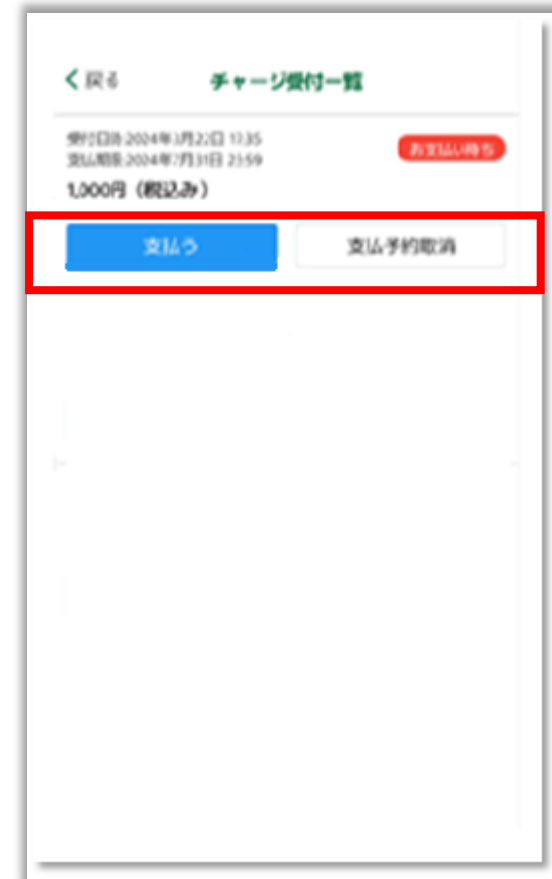 戻る
チャージ受付一覧
受付日時:2024年3月22日 17:35
支払期限:2024年7月31日 23:59
お支払い待ち
1,000円（税込み）
支払う
支払予約取消